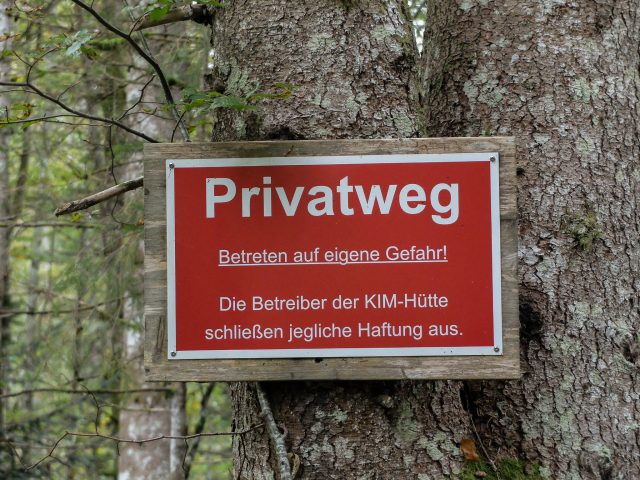 Privatweg
Betreten auf eigene Gefahr!
Die Betreiber der KIM-Hütte
schließen jegliche Haftung aus.